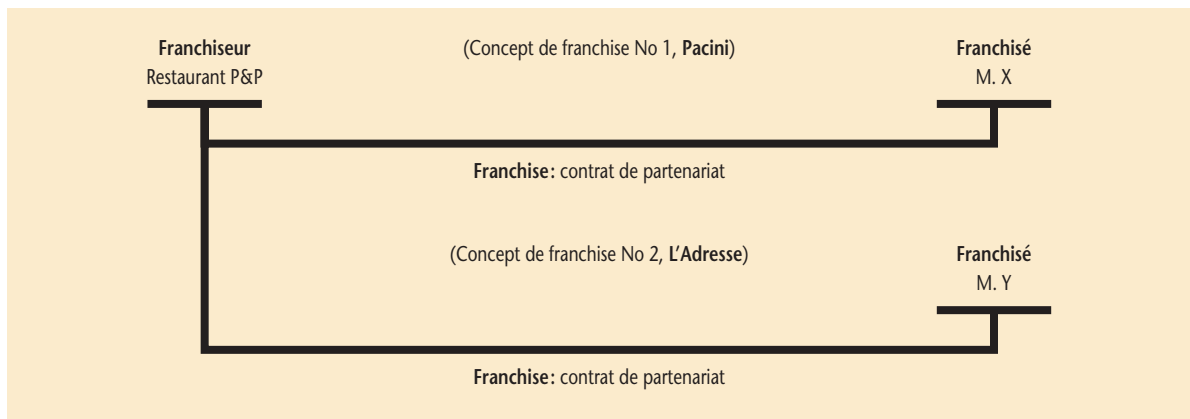 Franchiseur
Restaurant P&P
(Concept de franchise No 1, Pacini)
Franchisé
M. X
Franchise : contrat de partenariat
(Concept de franchise No 2, L'Adresse)
Franchisé
M. Y
Franchise : contrat de partenariat